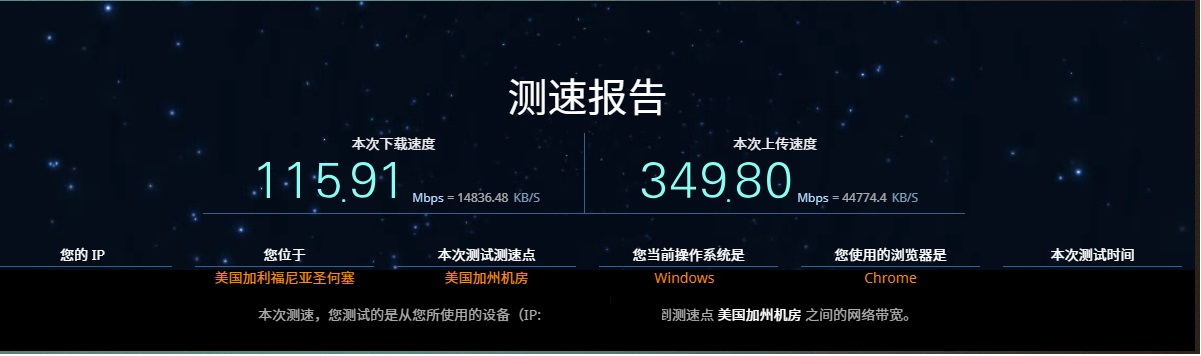 测速报告
本次下载速度 本次上传速度
115.91 Mbps = 14836.48 KB/S 349.80 Mbps = 44774.4 KB/S
您的 IP 您位于 本次测试测速点 您当前操作系统是 您使用的浏览器是 本次测试时间
美国加利福尼亚圣何塞 美国加州机房 Windows Chrome
本次测速，您测试的是从您所使用的设备（IP: 到测速点 美国加州机房 之间的网络带宽。